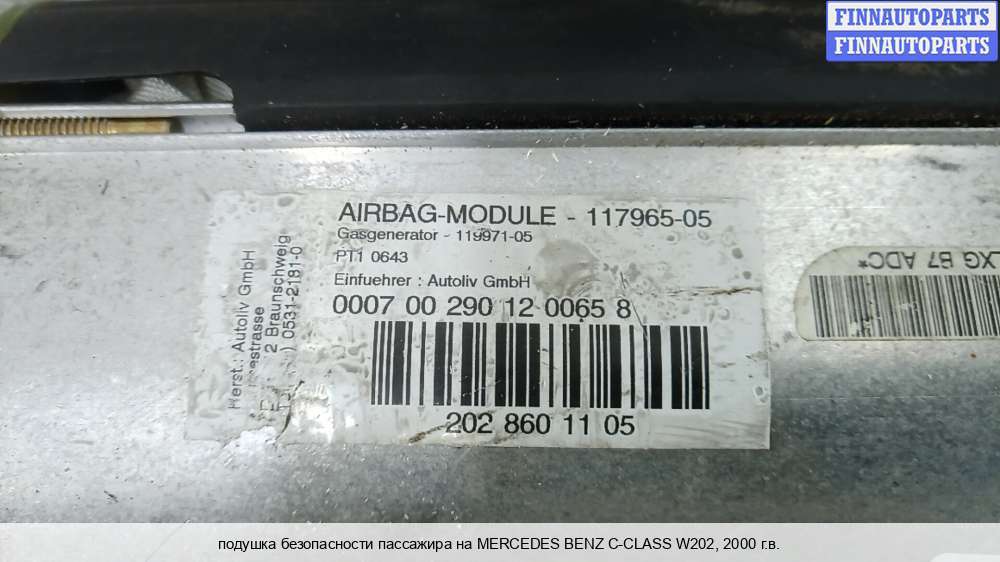 FINNAUTOPARTS
FINNAUTOPARTS
AIRBAG-MODULE - 117965-05
Gasgenerator - 119971-05
PT1 0643
Einfuehrer : Autoliv GmbH
0007 00 290 12 0065 8
202 860 11 05
Herst.: Autoliv GmbH
2 Braunschweig
) 0531-2181-0
LXG B7 ADC*
подушка безопасности пассажира на MERCEDES BENZ C-CLASS W202, 2000 г.в.